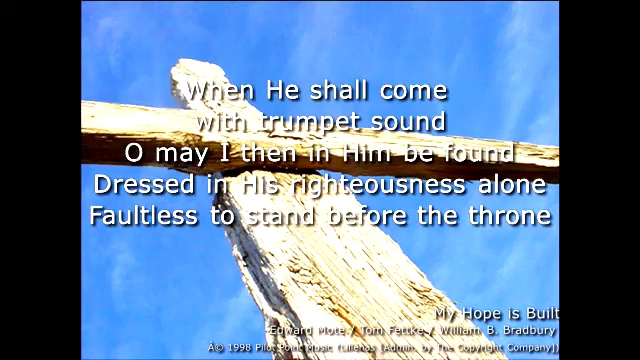 When He shall come
with trumpet sound
O may I then in Him be found
Dressed in His righteousness alone
Faultless to stand before the throne
My Hope is Built
Edward Mote / Tom Fettke / William B. Bradbury
Â© 1998 Pilot Point Music (Lillenas (Admin. by The Copyright Company))